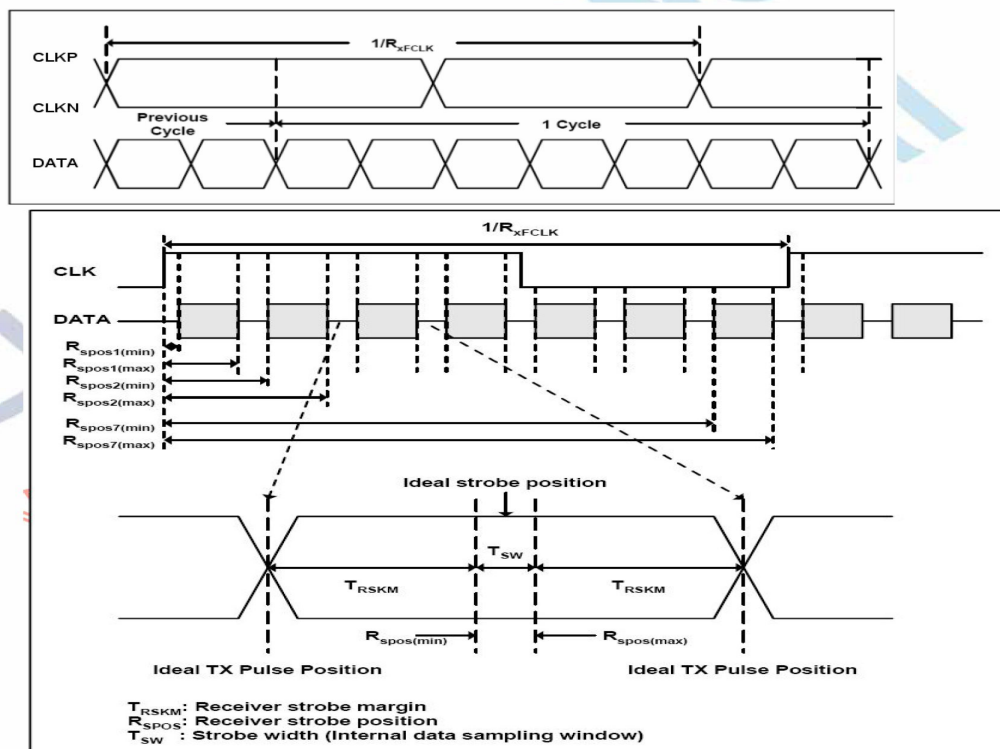 1/RxFCLK
CLKP
CLKN
Previous
Cycle
1 Cycle
DATA
1/RxFCLK
CLK
DATA
Rspos1(min)
Rspos1(max)
Rspos2(min)
Rspos2(max)
Rspos7(min)
Rspos7(max)
Ideal strobe position
TSW
TRSKM
TRSKM
Rspos(min)
Rspos(max)
Ideal TX Pulse Position
Ideal TX Pulse Position
TRSKM: Receiver strobe margin
RSPOS: Receiver strobe position
TSW : Strobe width (Internal data sampling window)